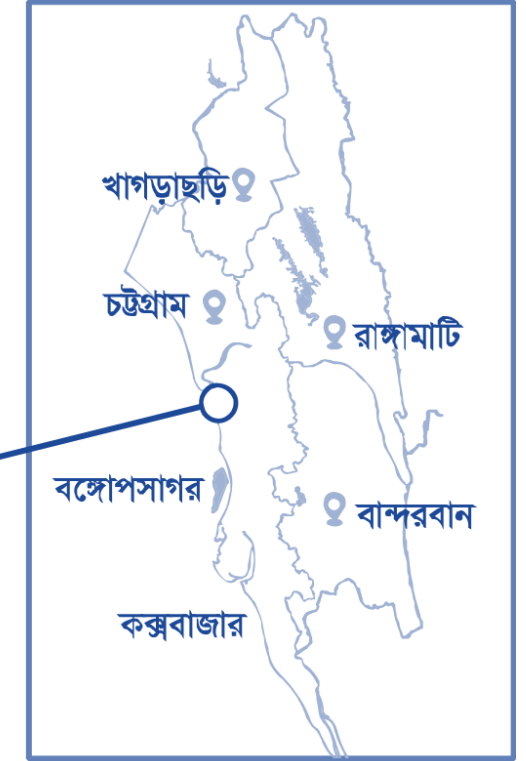 খাগড়াছড়ি
চট্টগ্রাম
রাঙ্গামাটি
বঙ্গোপসাগর
বান্দরবান
কক্সবাজার